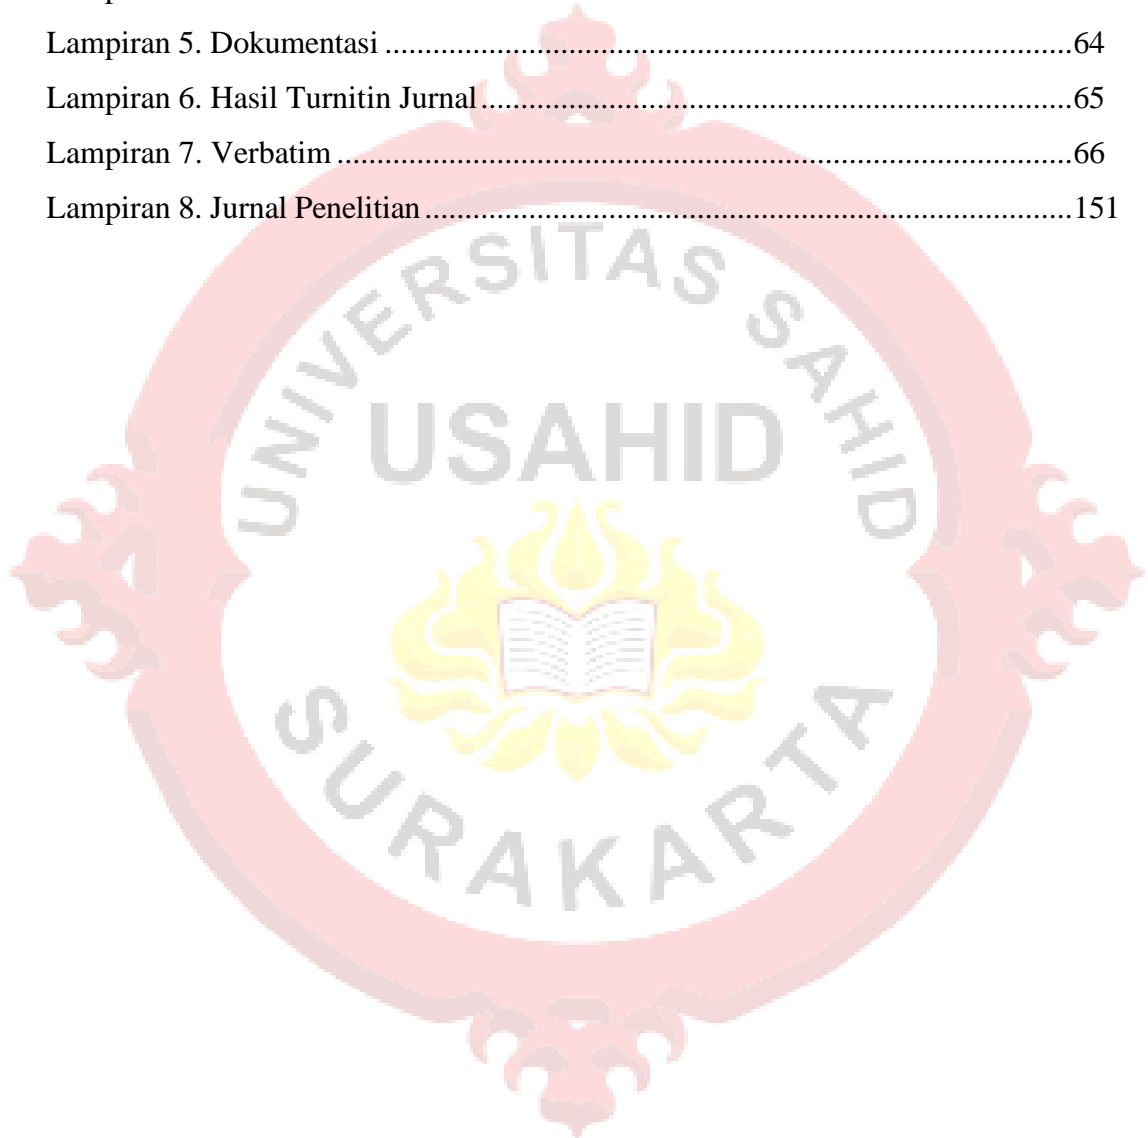 Lampiran 5. Dokumentasi ........................................................................................64
Lampiran 6. Hasil Turnitin Jurnal...........................................................................65
Lampiran 7. Verbatim ..............................................................................................66
Lampiran 8. Jurnal Penelitian ..................................................................................151
UNIVERSITAS SAHID
USAHID
SURAKARTA